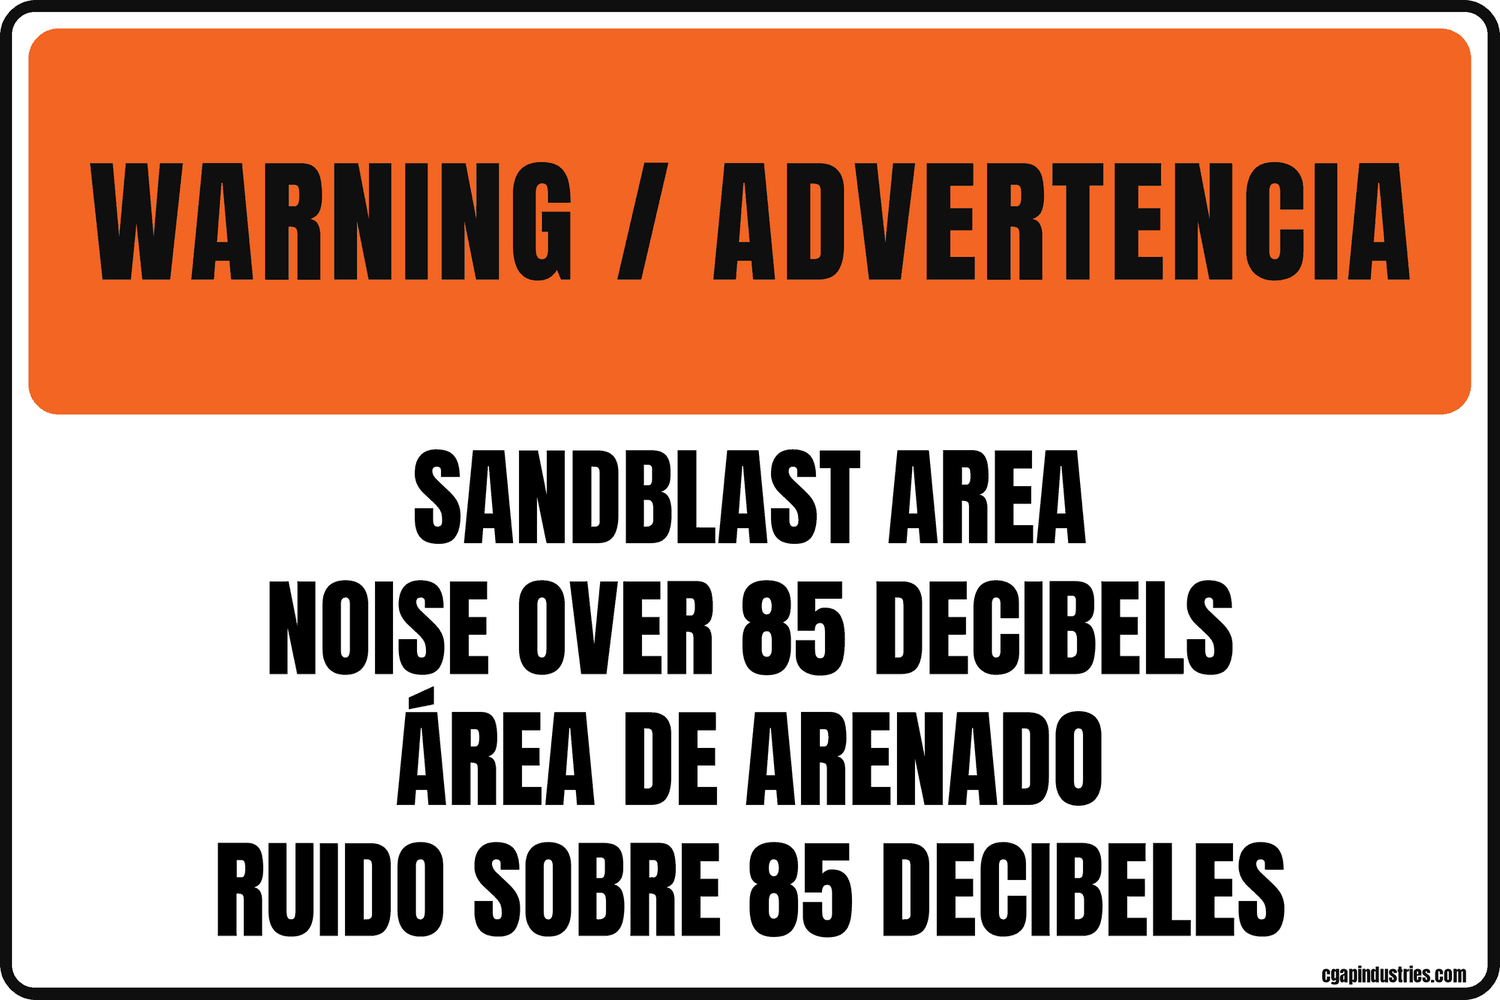 WARNING / ADVERTENCIA
SANDBLAST AREA
NOISE OVER 85 DECIBELS
ÁREA DE ARENADO
RUIDO SOBRE 85 DECIBELES
cgapindustries.com